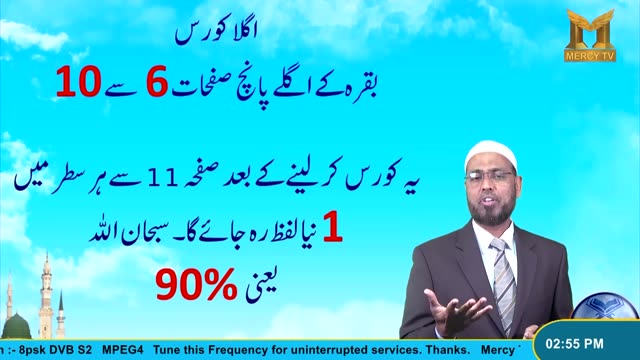 اگلا کورس
بقرہ کے اگلے پانچ صفحات 6 سے 10
یہ کورس کر لینے کے بعد صفحہ 11 سے ہر سطر میں
1 نیا لفظ رہ جائے گا۔ سبحان اللہ
یعنی 90%
MERCY TV
n :- 8psk DVB S2 MPEG4 Tune this Frequency for uninterrupted services. Thanks. Mercy
02:55 PM